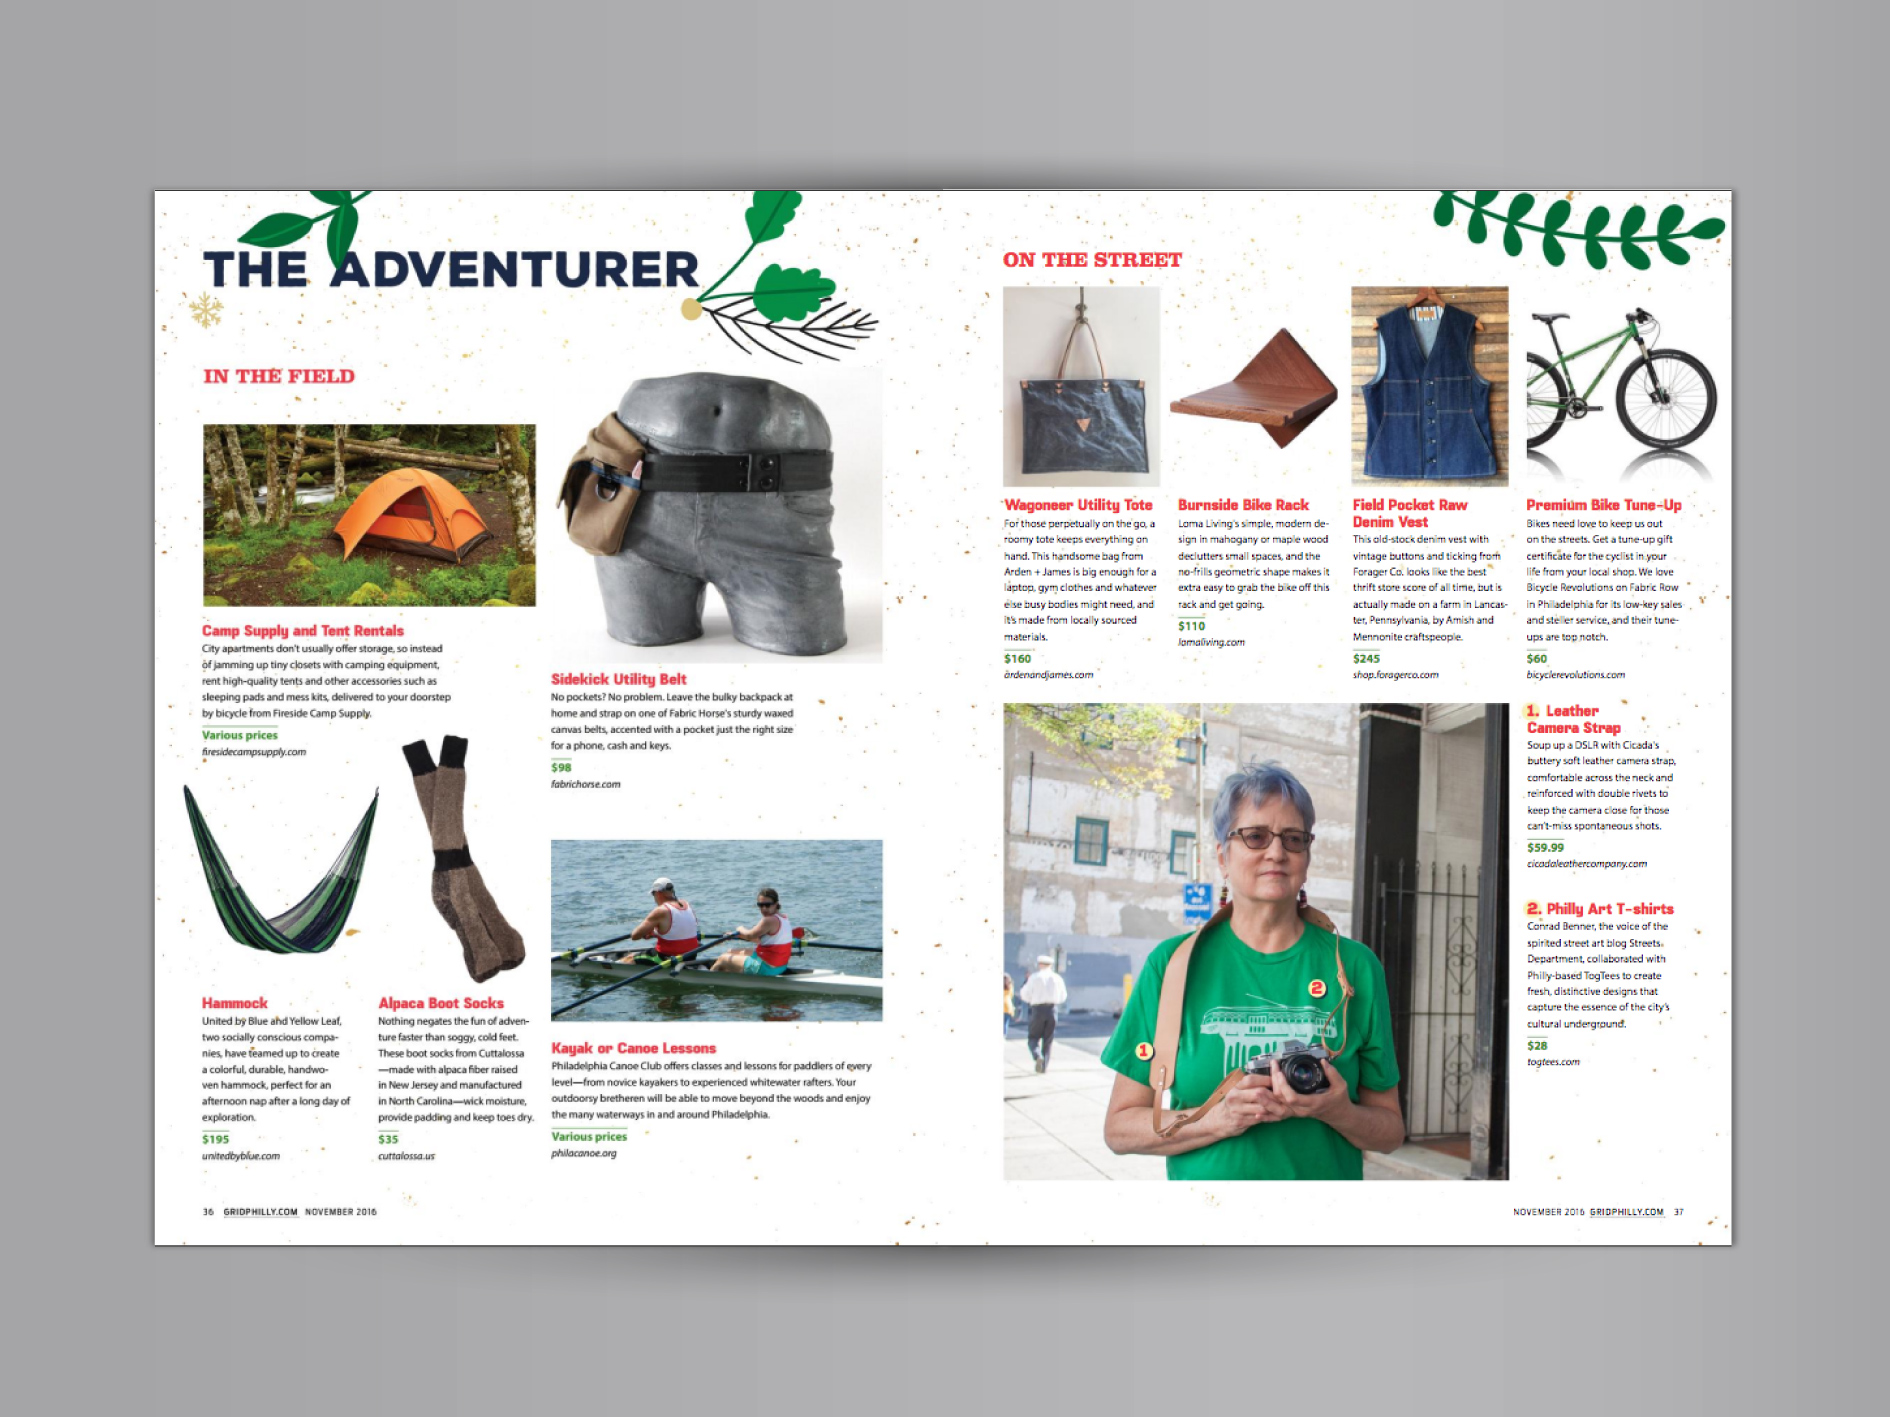 THE ADVENTURER
IN THE FIELD
Camp Supply and Tent Rentals
City apartments don't usually offer storage, so instead
of jamming up tiny closets with camping equipment,
rent high-quality tents and other accessories such as
sleeping pads and mess kits, delivered to your doorstep
by bicycle from Fireside Camp Supply.
Various prices
firesidecampsupply.com
Sidekick Utility Belt
No pockets? No problem. Leave the bulky backpack at
home and strap on one of Fabric Horse's sturdy waxed
canvas belts, accented with a pocket just the right size
for a phone, cash and keys.
$98
fabrichorse.com
Hammock
United by Blue and Yellow Leaf,
two socially conscious compa-
nies, have teamed up to create
a colorful, durable, handwo-
ven hammock, perfect for an
afternoon nap after a long day of
exploration.
$195
unitedbyblue.com
Alpaca Boot Socks
Nothing negates the fun of adven-
ture faster than soggy, cold feet.
These boot socks from Cuttalossa
—made with alpaca fiber raised
in New Jersey and manufactured
in North Carolina—wick moisture,
provide padding and keep toes dry.
$35
cuttalossa.us
Kayak or Canoe Lessons
Philadelphia Canoe Club offers classes and lessons for paddlers of every
level—from novice kayakers to experienced whitewater rafters. Your
outdoorsy bretheren will be able to move beyond the woods and enjoy
the many waterways in and around Philadelphia.
Various prices
philacanoe.org
36 GRIDPHILLY.COM NOVEMBER 2016
ON THE STREET
Wagoneer Utility Tote
For those perpetually on the go, a
roomy tote keeps everything on
hand. This handsome bag from
Arden + James is big enough for a
laptop, gym clothes and whatever
else busy bodies might need, and
it's made from locally sourced
materials.
$160
ardenandjames.com
Burnside Bike Rack
Loma Living's simple, modern de-
sign in mahogany or maple wood
declutters small spaces, and the
no-frills geometric shape makes it
extra easy to grab the bike off this
rack and get going.
$110
lomaliving.com
Field Pocket Raw
Denim Vest
This old-stock denim vest with
vintage buttons and ticking from
Forager Co. looks like the best
thrift store score of all time, but is
actually made on a farm in Lancas-
ter, Pennsylvania, by Amish and
Mennonite craftspeople.
$245
shop.foragerco.com
Premium Bike Tune-Up
Bikes need love to keep us out
on the streets. Get a tune-up gift
certificate for the cyclist in your
life from your local shop. We love
Bicycle Revolutions on Fabric Row
in Philadelphia for its low-key sales
and steller service, and their tune-
ups are top notch.
$60
bicyclerevolutions.com
1. Leather
Camera Strap
Soup up a DSLR with Cicada's
buttery soft leather camera strap,
comfortable across the neck and
reinforced with double rivets to
keep the camera close for those
can't-miss spontaneous shots.
$59.99
cicadaleathercompany.com
2. Philly Art T-shirts
Conrad Benner, the voice of the
spirited street art blog Streets
Department, collaborated with
Philly-based TogTees to create
fresh, distinctive designs that
capture the essence of the city's
cultural underground.
$28
togtees.com
2
1
NOVEMBER 2016 GRIDPHILLY.COM 37